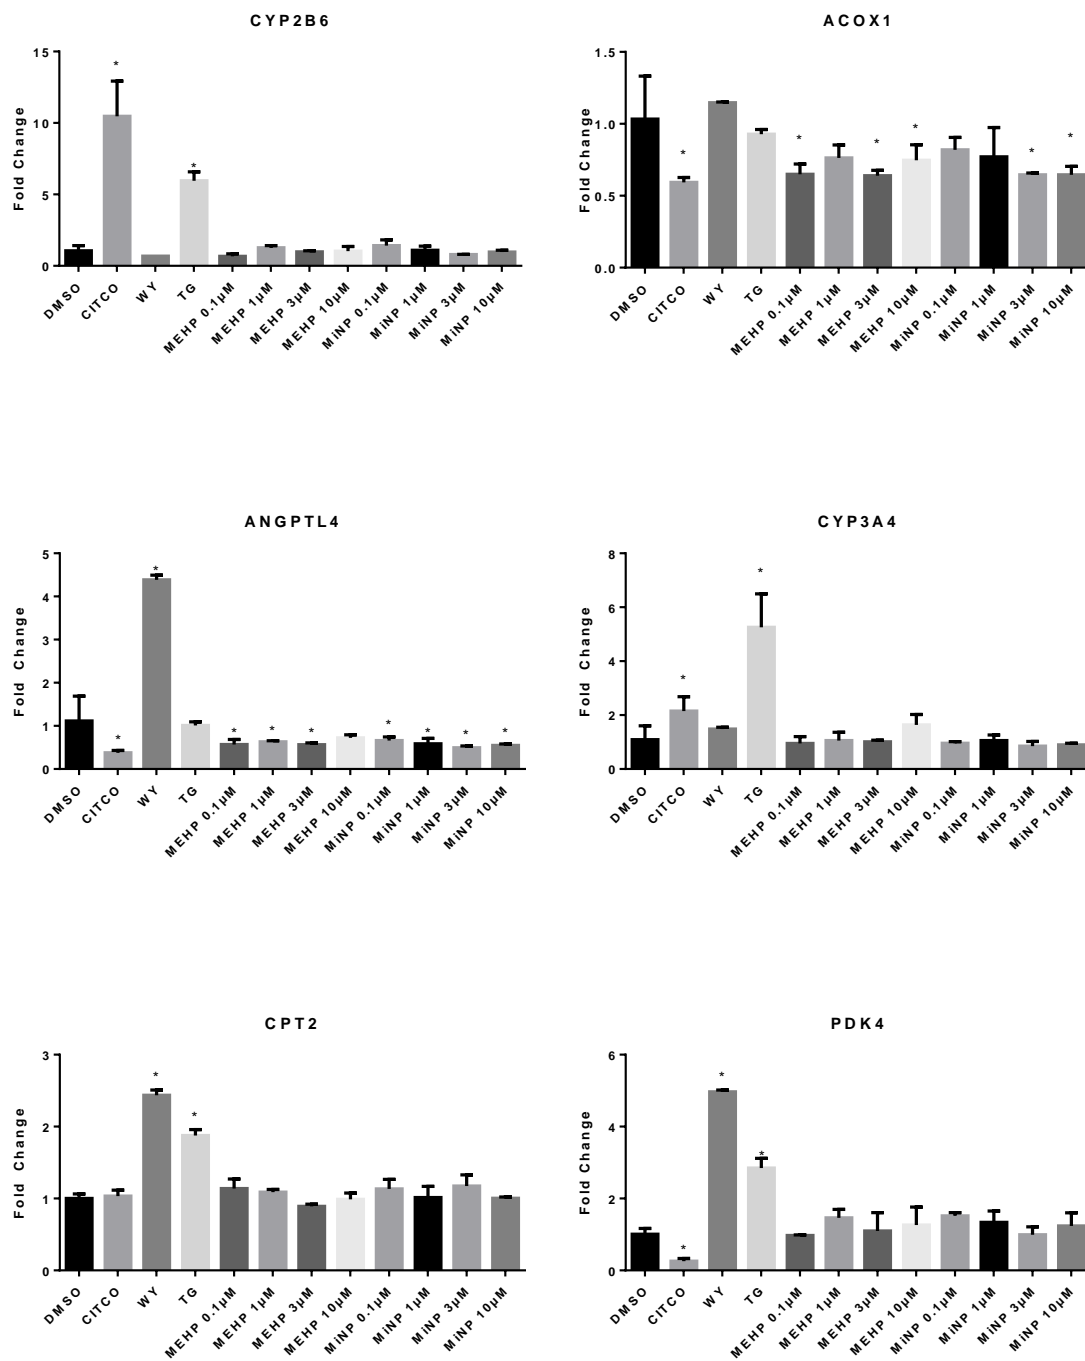 CYP2B6
Fold Change
15
*
10
*
5
0
DMSO
CITCO
WY
TG
MEHP 0.1µM
MEHP 1µM
MEHP 3µM
MEHP 10µM
MiNP 0.1µM
MiNP 1µM
MiNP 3µM
MiNP 10µM
ACOX1
Fold Change
1.5
1.0
0.5
0.0
* * * * * *
DMSO
CITCO
WY
TG
MEHP 0.1µM
MEHP 1µM
MEHP 3µM
MEHP 10µM
MiNP 0.1µM
MiNP 1µM
MiNP 3µM
MiNP 10µM
ANGPTL4
Fold Change
5
4
3
2
1
0
* * * * * * * * *
DMSO
CITCO
WY
TG
MEHP 0.1µM
MEHP 1µM
MEHP 3µM
MEHP 10µM
MiNP 0.1µM
MiNP 1µM
MiNP 3µM
MiNP 10µM
CYP3A4
Fold Change
8
6
4
2
0
* *
DMSO
CITCO
WY
TG
MEHP 0.1µM
MEHP 1µM
MEHP 3µM
MEHP 10µM
MiNP 0.1µM
MiNP 1µM
MiNP 3µM
MiNP 10µM
CPT2
Fold Change
3
2
1
0
* *
DMSO
CITCO
WY
TG
MEHP 0.1µM
MEHP 1µM
MEHP 3µM
MEHP 10µM
MiNP 0.1µM
MiNP 1µM
MiNP 3µM
MiNP 10µM
PDK4
Fold Change
6
4
2
0
* * *
DMSO
CITCO
WY
TG
MEHP 0.1µM
MEHP 1µM
MEHP 3µM
MEHP 10µM
MiNP 0.1µM
MiNP 1µM
MiNP 3µM
MiNP 10µM